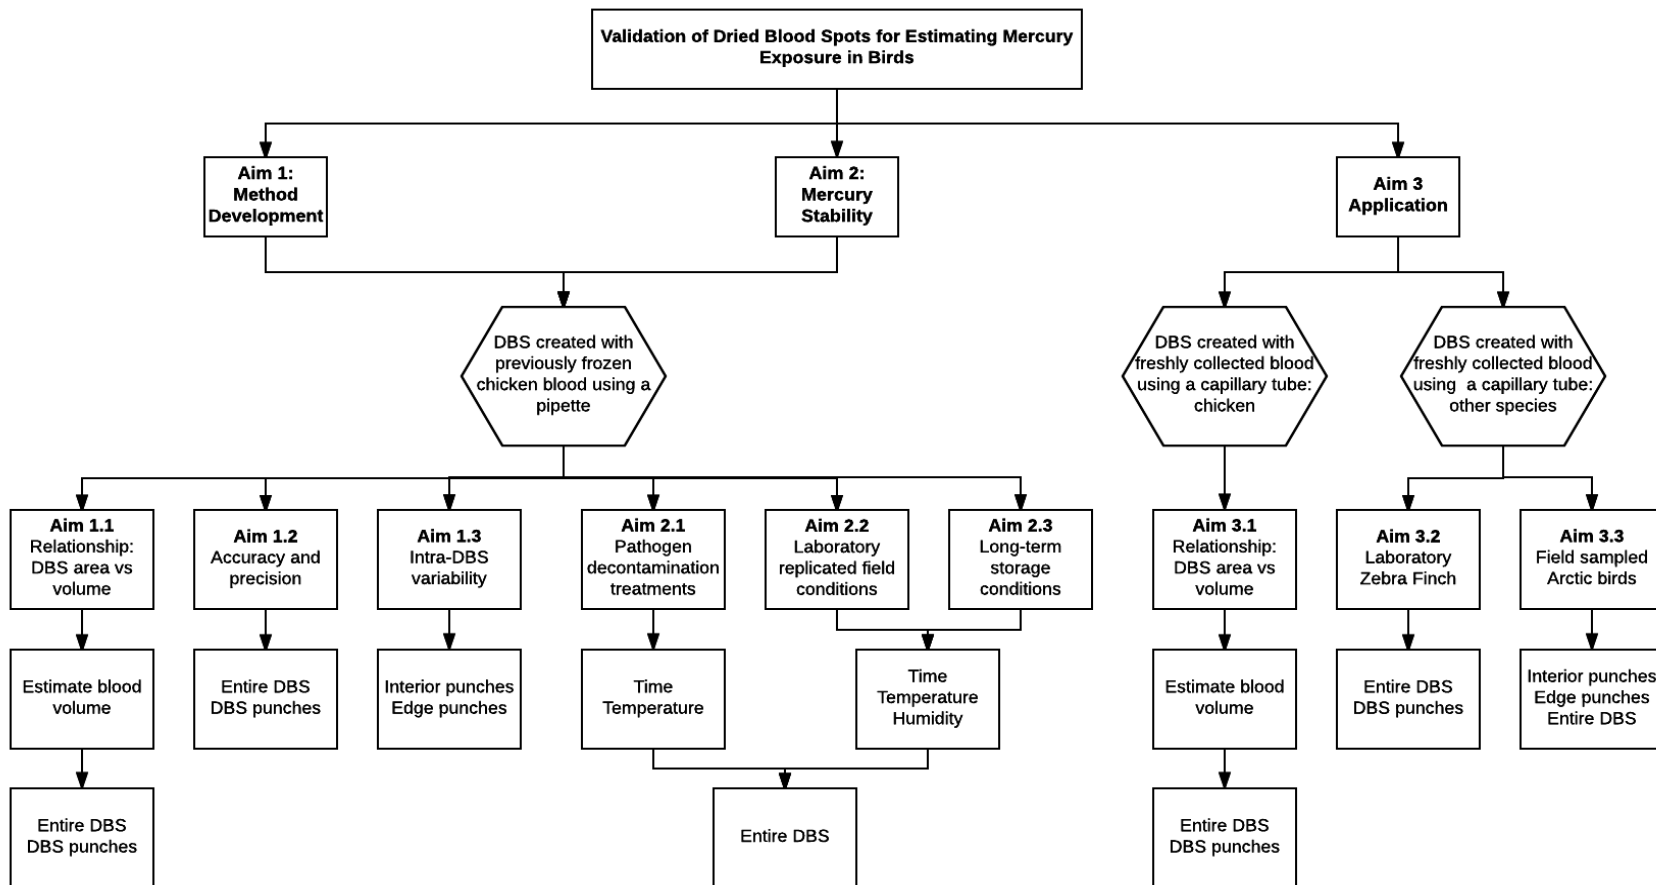 Validation of Dried Blood Spots for Estimating Mercury
Exposure in Birds
Aim 1:
Method
Development
Aim 2:
Mercury
Stability
Aim 3
Application
DBS created with
previously frozen
chicken blood using a
pipette
DBS created with
freshly collected blood
using a capillary tube:
chicken
DBS created with
freshly collected blood
using a capillary tube:
other species
Aim 1.1
Relationship:
DBS area vs
volume
Aim 1.2
Accuracy and
precision
Aim 1.3
Intra-DBS
variability
Aim 2.1
Pathogen
decontamination
treatments
Aim 2.2
Laboratory
replicated field
conditions
Aim 2.3
Long-term
storage
conditions
Aim 3.1
Relationship:
DBS area vs
volume
Aim 3.2
Laboratory
Zebra Finch
Aim 3.3
Field sampled
Arctic birds
Estimate blood
volume
Entire DBS
DBS punches
Interior punches
Edge punches
Time
Temperature
Time
Temperature
Humidity
Estimate blood
volume
Entire DBS
DBS punches
Interior punches
Edge punches
Entire DBS
Entire DBS
DBS punches
Entire DBS
Entire DBS
DBS punches